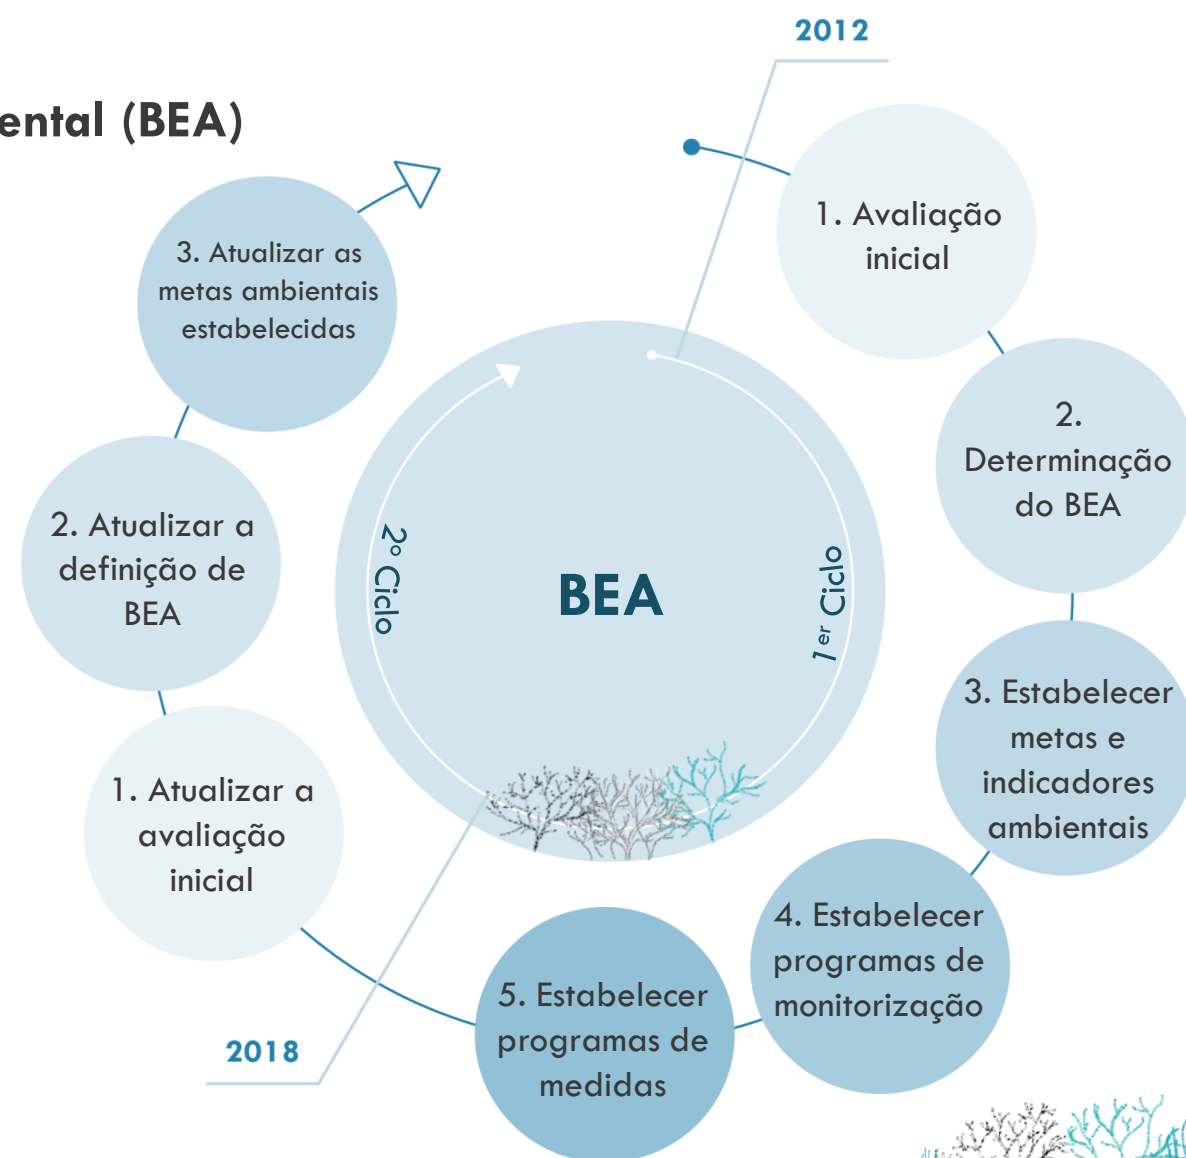 2012
ental (BEA)
1. Avaliação
inicial
2.
Determinação
do BEA
3. Estabelecer
metas e
indicadores
ambientais
4. Estabelecer
programas de
monitorização
5. Estabelecer
programas de
medidas
2018
1. Atualizar a
avaliação
inicial
2. Atualizar a
definição de
BEA
3. Atualizar as
metas ambientais
estabelecidas
BEA
1er Ciclo
2º Ciclo